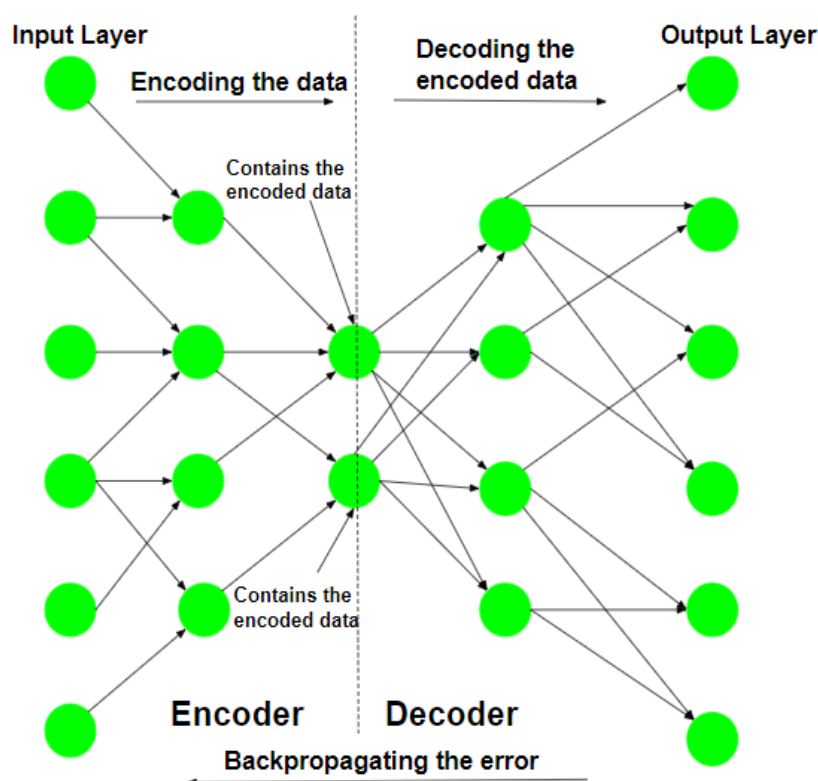 Input Layer
Encoding the data
Decoding the
encoded data
Output Layer
Contains the
encoded data
Contains the
encoded data
Encoder
Decoder
Backpropagating the error